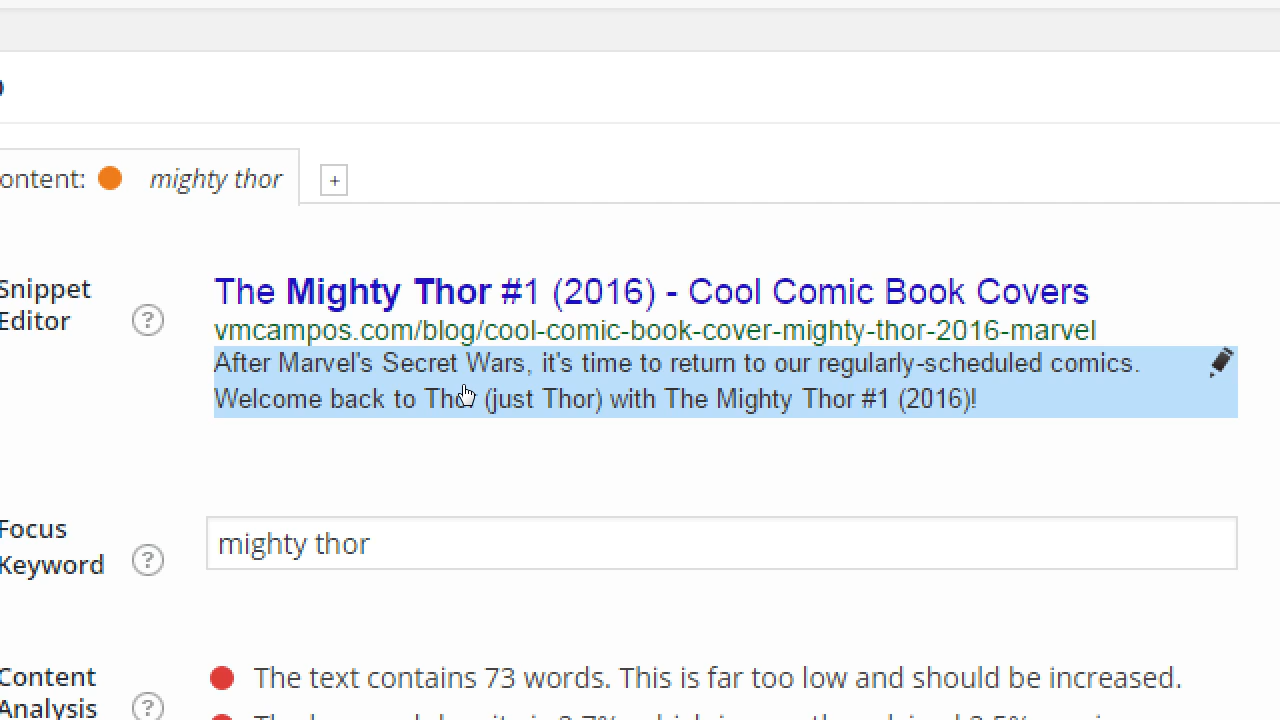 ontent: mighty thor +
Snippet
Editor ?
The Mighty Thor #1 (2016) - Cool Comic Book Covers
vmcampos.com/blog/cool-comic-book-cover-mighty-thor-2016-marvel
After Marvel's Secret Wars, it's time to return to our regularly-scheduled comics.
Welcome back to Thor (just Thor) with The Mighty Thor #1 (2016)!
Focus
Keyword ?
mighty thor
Content
Analysis ?
The text contains 73 words. This is far too low and should be increased.